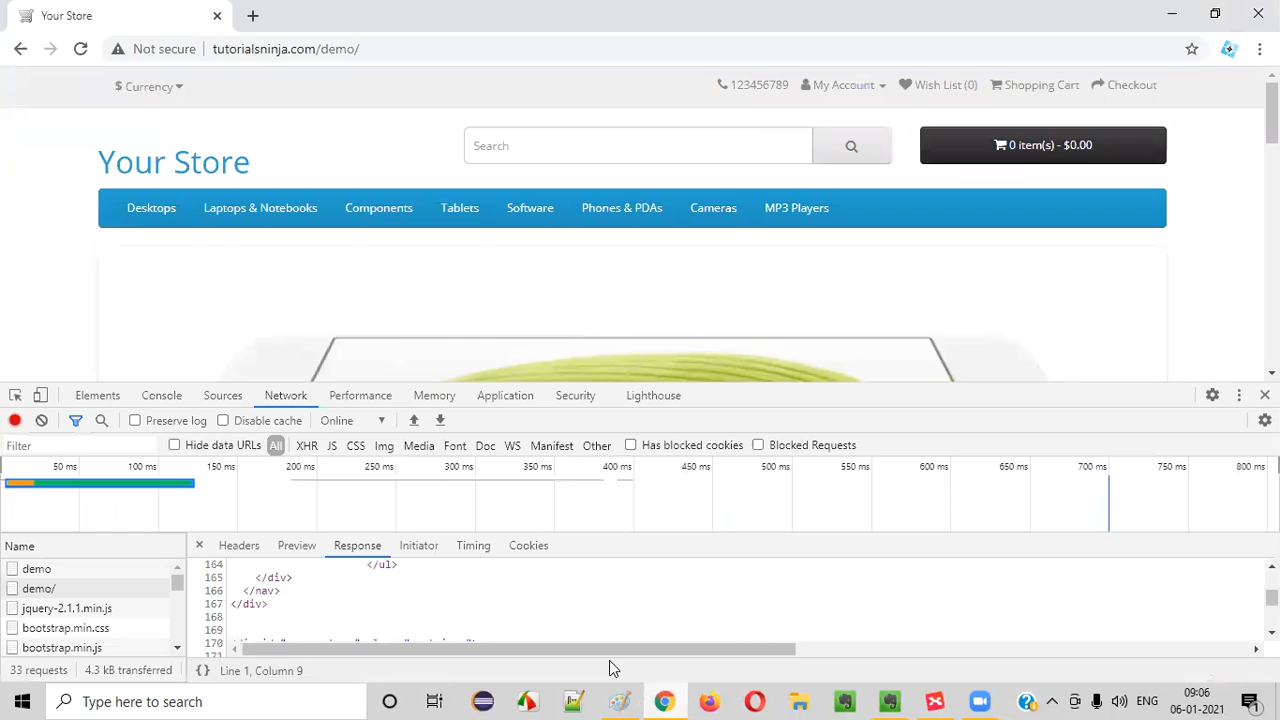 Your Store
Not secure tutorialsninja.com/demo/
$ Currency 123456789 My Account Wish List (0) Shopping Cart Checkout
Your Store Search 0 item(s) - $0.00
Desktops Laptops & Notebooks Components Tablets Software Phones & PDAs Cameras MP3 Players
Elements Console Sources Network Performance Memory Application Security Lighthouse
Preserve log Disable cache Online
Filter Hide data URLs All XHR JS CSS Img Media Font Doc WS Manifest Other Has blocked cookies Blocked Requests
50 ms 100 ms 150 ms 200 ms 250 ms 300 ms 350 ms 400 ms 450 ms 500 ms 550 ms 600 ms 650 ms 700 ms 750 ms 800 ms
Name Headers Preview Response Initiator Timing Cookies
demo
demo/
jquery-2.1.1.min.js
bootstrap.min.css
bootstrap.min.js
164 </ul>
165 </div>
166 </nav>
167 </div>
168
169
170
171
33 requests 4.3 kB transferred {} Line 1, Column 9
Type here to search ENG 09:06
06-01-2021 1